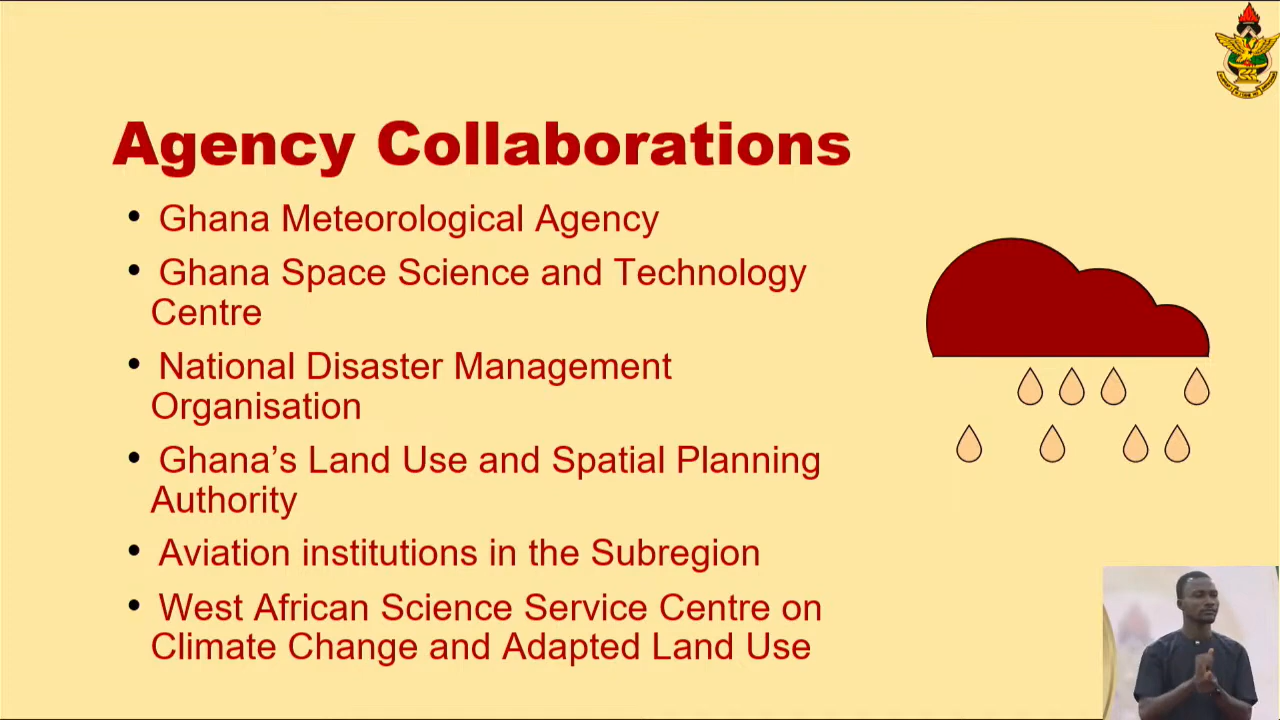 Agency Collaborations
• Ghana Meteorological Agency
• Ghana Space Science and Technology
Centre
• National Disaster Management
Organisation
• Ghana’s Land Use and Spatial Planning
Authority
• Aviation institutions in the Subregion
• West African Science Service Centre on
Climate Change and Adapted Land Use